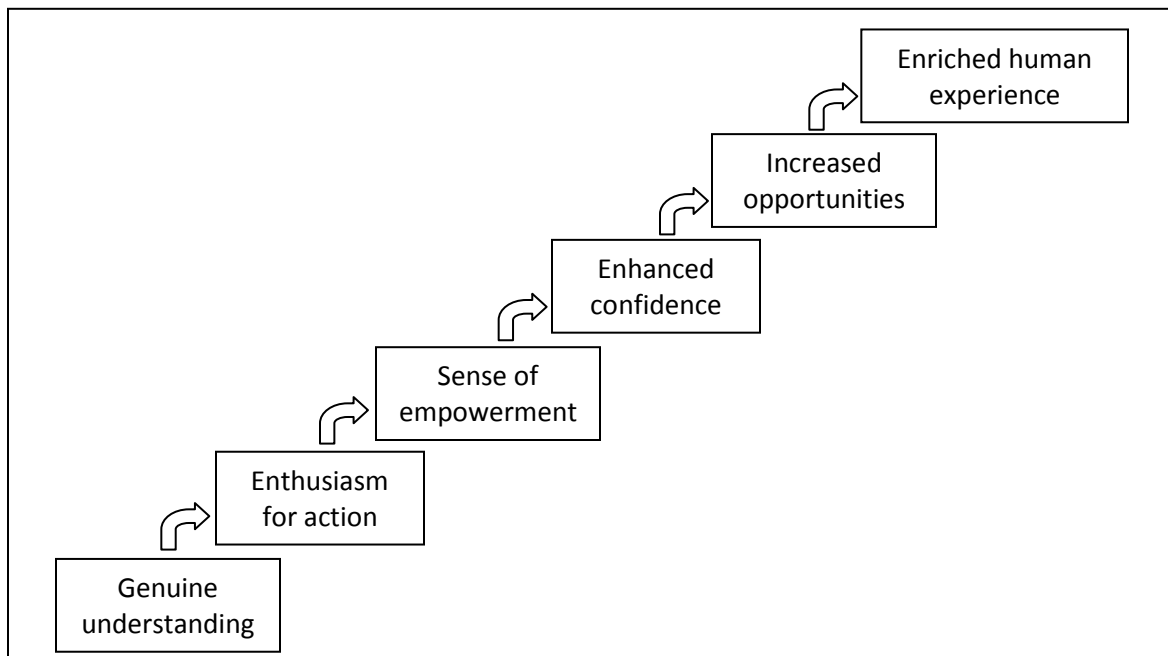 Enriched human
experience
Increased
opportunities
Enhanced
confidence
Sense of
empowerment
Enthusiasm
for action
Genuine
understanding